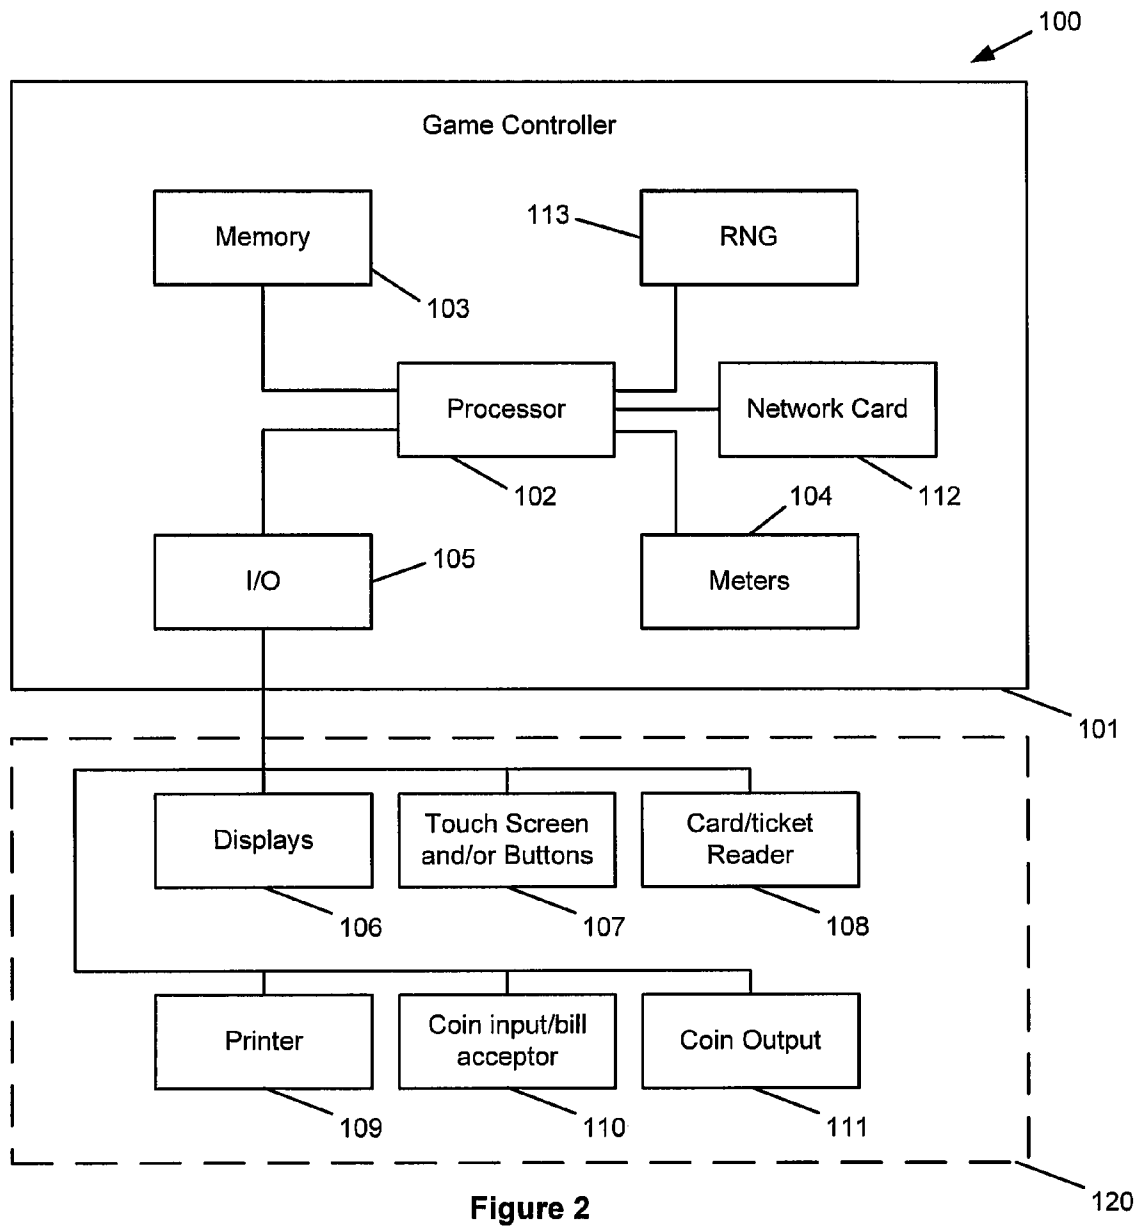 100
Game Controller
Memory
103
113
RNG
Processor
102
Network Card
112
I/O
105
104
Meters
101
Displays
106
Touch Screen
and/or Buttons
107
Card/ticket
Reader
108
Printer
109
Coin input/bill
acceptor
110
Coin Output
111
120
Figure 2